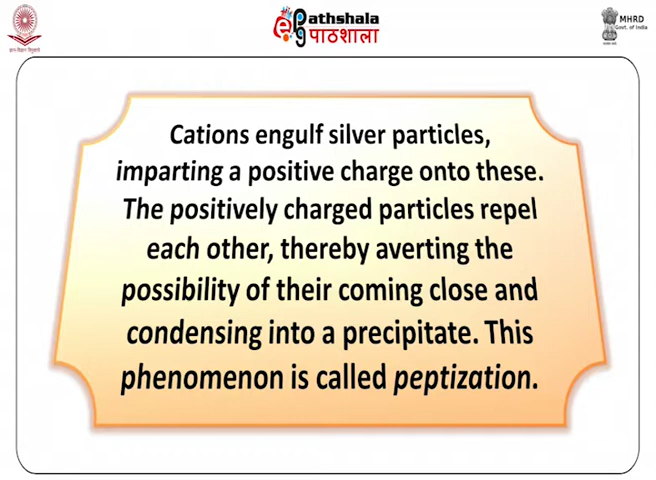 Pathshala
पाठशाला
MHRD
Govt. of India
Cations engulf silver particles,
imparting a positive charge onto these.
The positively charged particles repel
each other, thereby averting the
possibility of their coming close and
condensing into a precipitate. This
phenomenon is called peptization.